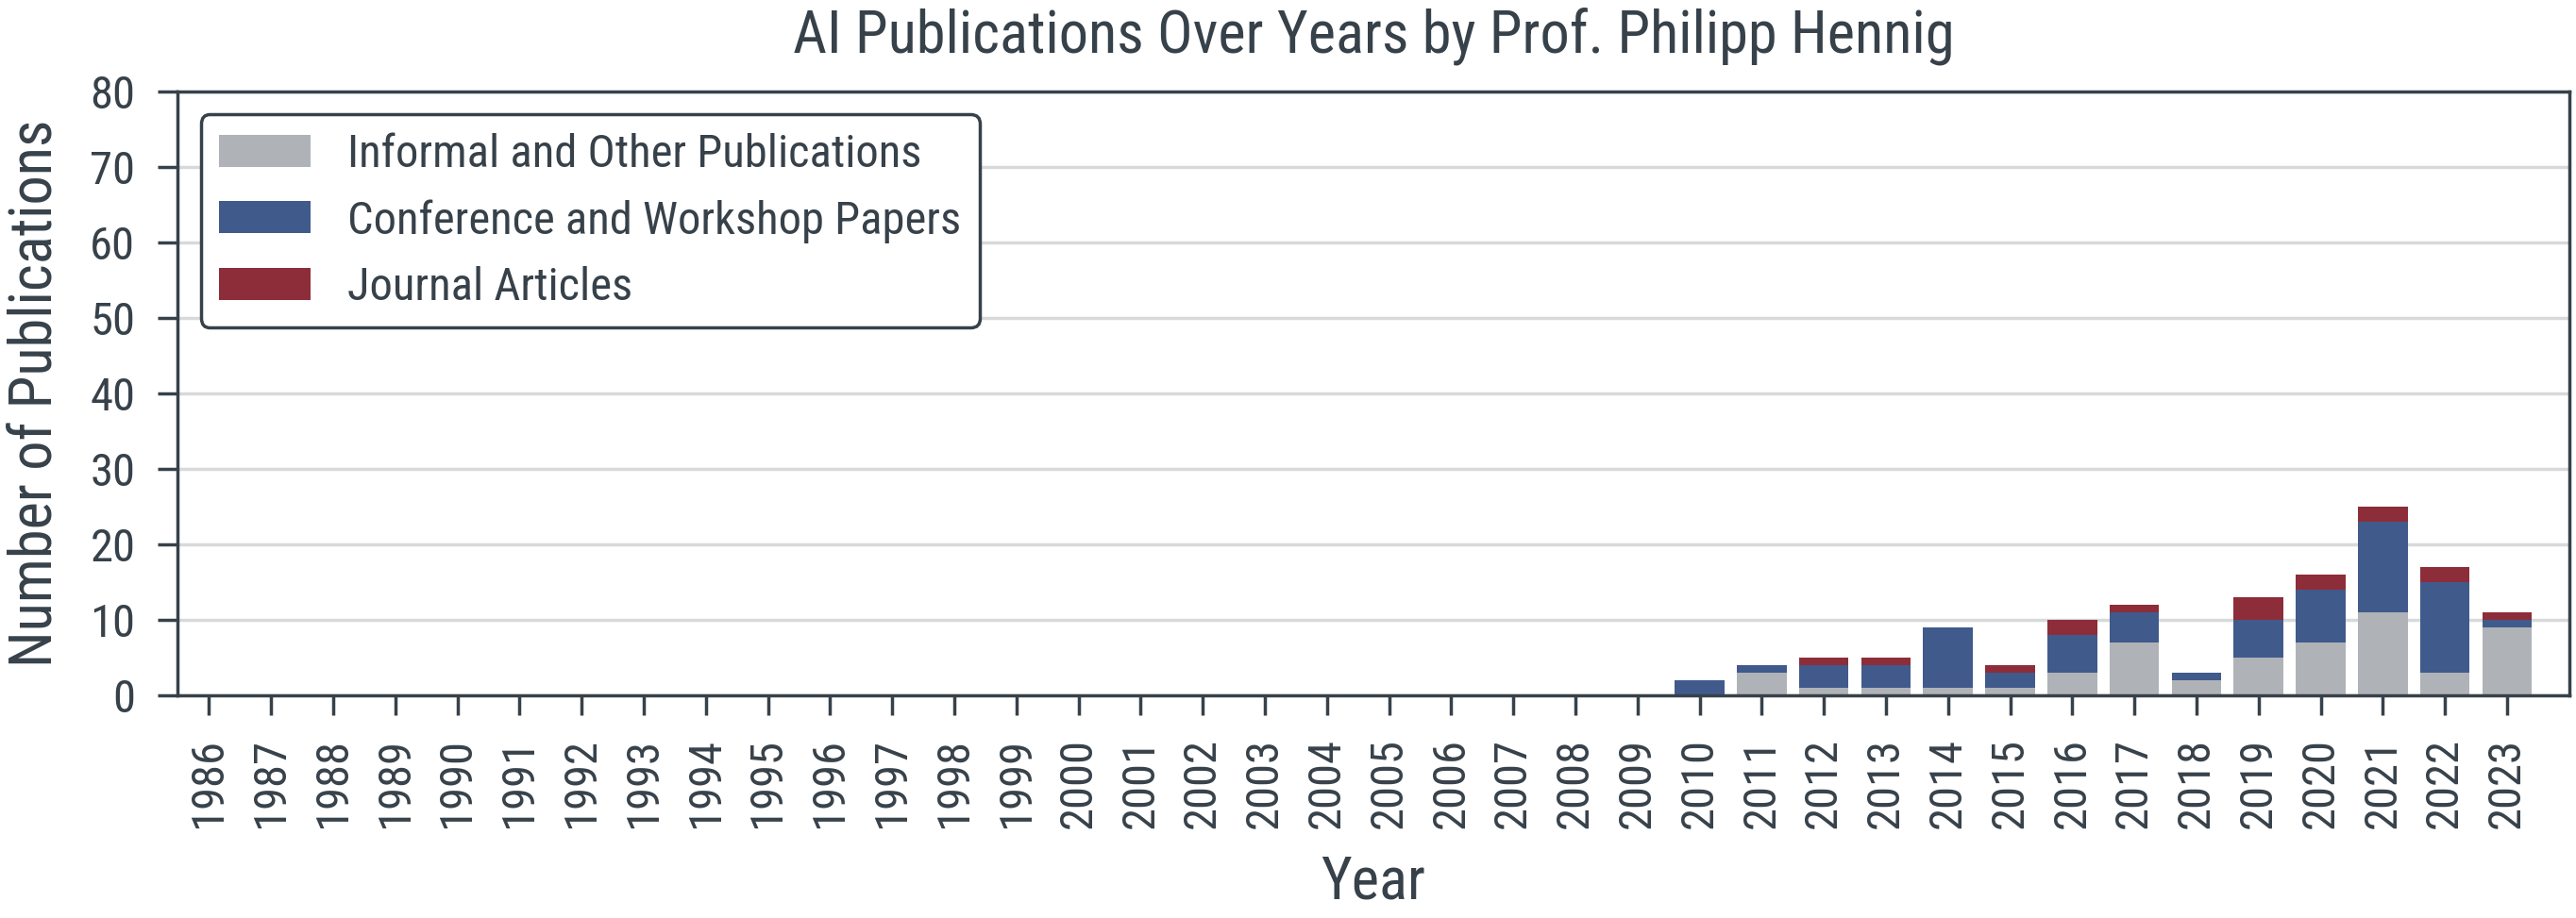 AI Publications Over Years by Prof. Philipp Hennig
Number of Publications
80
70
60
50
40
30
20
10
0
Informal and Other Publications
Conference and Workshop Papers
Journal Articles
1986 1987 1988 1989 1990 1991 1992 1993 1994 1995 1996 1997 1998 1999 2000 2001 2002 2003 2004 2005 2006 2007 2008 2009 2010 2011 2012 2013 2014 2015 2016 2017 2018 2019 2020 2021 2022 2023
Year